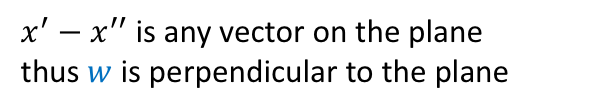 x′ − x′′ is any vector on the plane
thus w is perpendicular to the plane